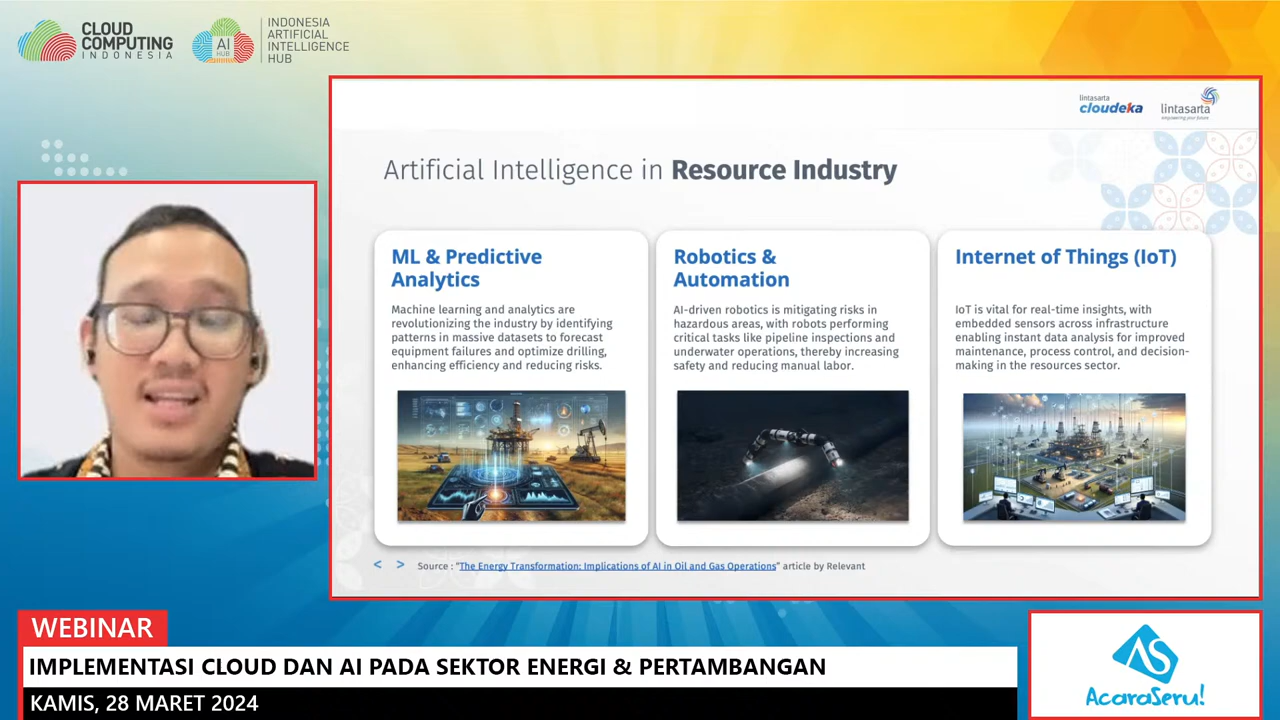 CLOUD
COMPUTING
INDONESIA
AI
HUB
INDONESIA
ARTIFICIAL
INTELLIGENCE
HUB
lintasarta
cloudeka
lintasarta
empowering your future
Artificial Intelligence in Resource Industry
ML & Predictive
Analytics
Machine learning and analytics are
revolutionizing the industry by identifying
patterns in massive datasets to forecast
equipment failures and optimize drilling,
enhancing efficiency and reducing risks.
Robotics &
Automation
AI-driven robotics is mitigating risks in
hazardous areas, with robots performing
critical tasks like pipeline inspections and
underwater operations, thereby increasing
safety and reducing manual labor.
Internet of Things (IoT)
IoT is vital for real-time insights, with
embedded sensors across infrastructure
enabling instant data analysis for improved
maintenance, process control, and decision-
making in the resources sector.
< > Source : “The Energy Transformation: Implications of AI in Oil and Gas Operations” article by Relevant
WEBINAR
IMPLEMENTASI CLOUD DAN AI PADA SEKTOR ENERGI & PERTAMBANGAN
KAMIS, 28 MARET 2024
AS
AcaraSeru!